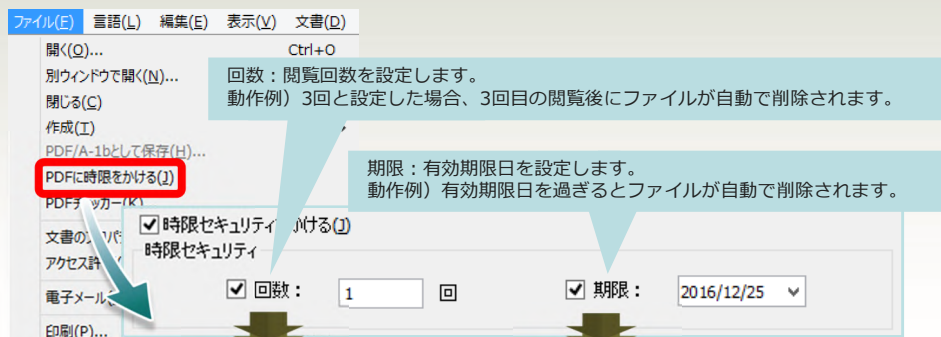 ファイル(F) 言語(L) 編集(E) 表示(V) 文書(D)
開く(O)... Ctrl+O
別ウィンドウで開く(N)...
閉じる(C)
作成(T)
PDF/A-1bとして保存(H)...
PDFに時限をかける(J)
回数：閲覧回数を設定します。
動作例）3回と設定した場合、3回目の閲覧後にファイルが自動で削除されます。
期限：有効期限日を設定します。
動作例）有効期限日を過ぎるとファイルが自動で削除されます。
文書の
アクセス許
電子メール
印刷(P)...
時限セキュリティ かける(J)
時限セキュリティ
回数： 1 回 期限： 2016/12/25